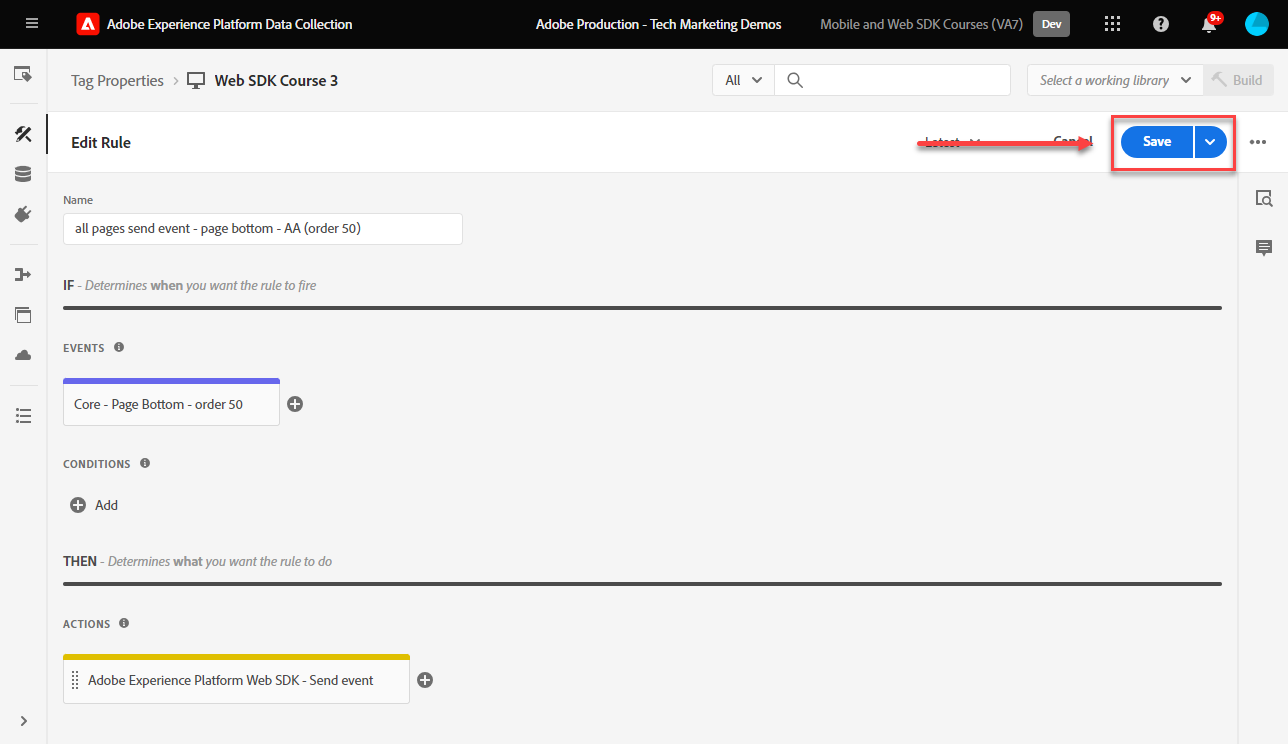 Adobe Experience Platform Data Collection
Adobe Production - Tech Marketing Demos
Mobile and Web SDK Courses (VA7)
Dev
9+
Tag Properties
Web SDK Course 3
All
Select a working library
Build
Edit Rule
Latest
Cancel
Save
Name
all pages send event - page bottom - AA (order 50)
IF - Determines when you want the rule to fire
EVENTS
Core - Page Bottom - order 50
CONDITIONS
Add
THEN - Determines what you want the rule to do
ACTIONS
Adobe Experience Platform Web SDK - Send event